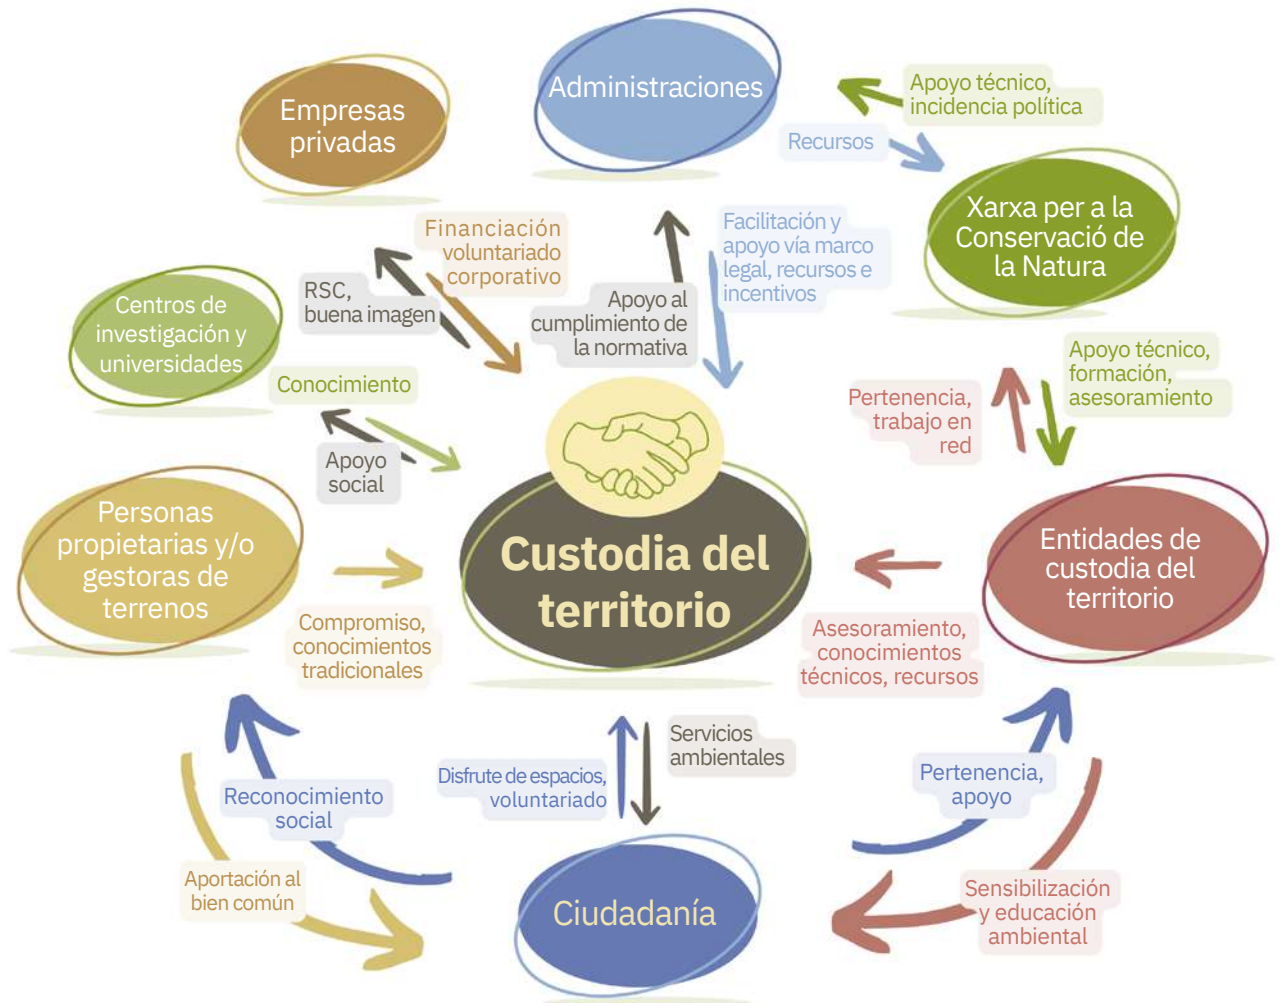 Administraciones
Apoyo técnico,
incidencia política
Empresas
privadas
Recursos
Xarxa per a la
Conservació de
la Natura
Financiación
voluntariado
corporativo
Facilitación y
apoyo vía marco
legal, recursos e
incentivos
RSC,
buena imagen
Apoyo al
cumplimiento de
la normativa
Centros de
investigación y
universidades
Conocimiento
Apoyo técnico,
formación,
asesoramiento
Pertenencia,
trabajo en
red
Apoyo
social
Personas
propietarias y/o
gestoras de
terrenos
Custodia del
territorio
Entidades de
custodia del
territorio
Compromiso,
conocimientos
tradicionales
Asesoramiento,
conocimientos
técnicos, recursos
Servicios
ambientales
Disfrute de espacios,
voluntariado
Reconocimiento
social
Pertenencia,
apoyo
Aportación al
bien común
Ciudadanía
Sensibilización
y educación
ambiental